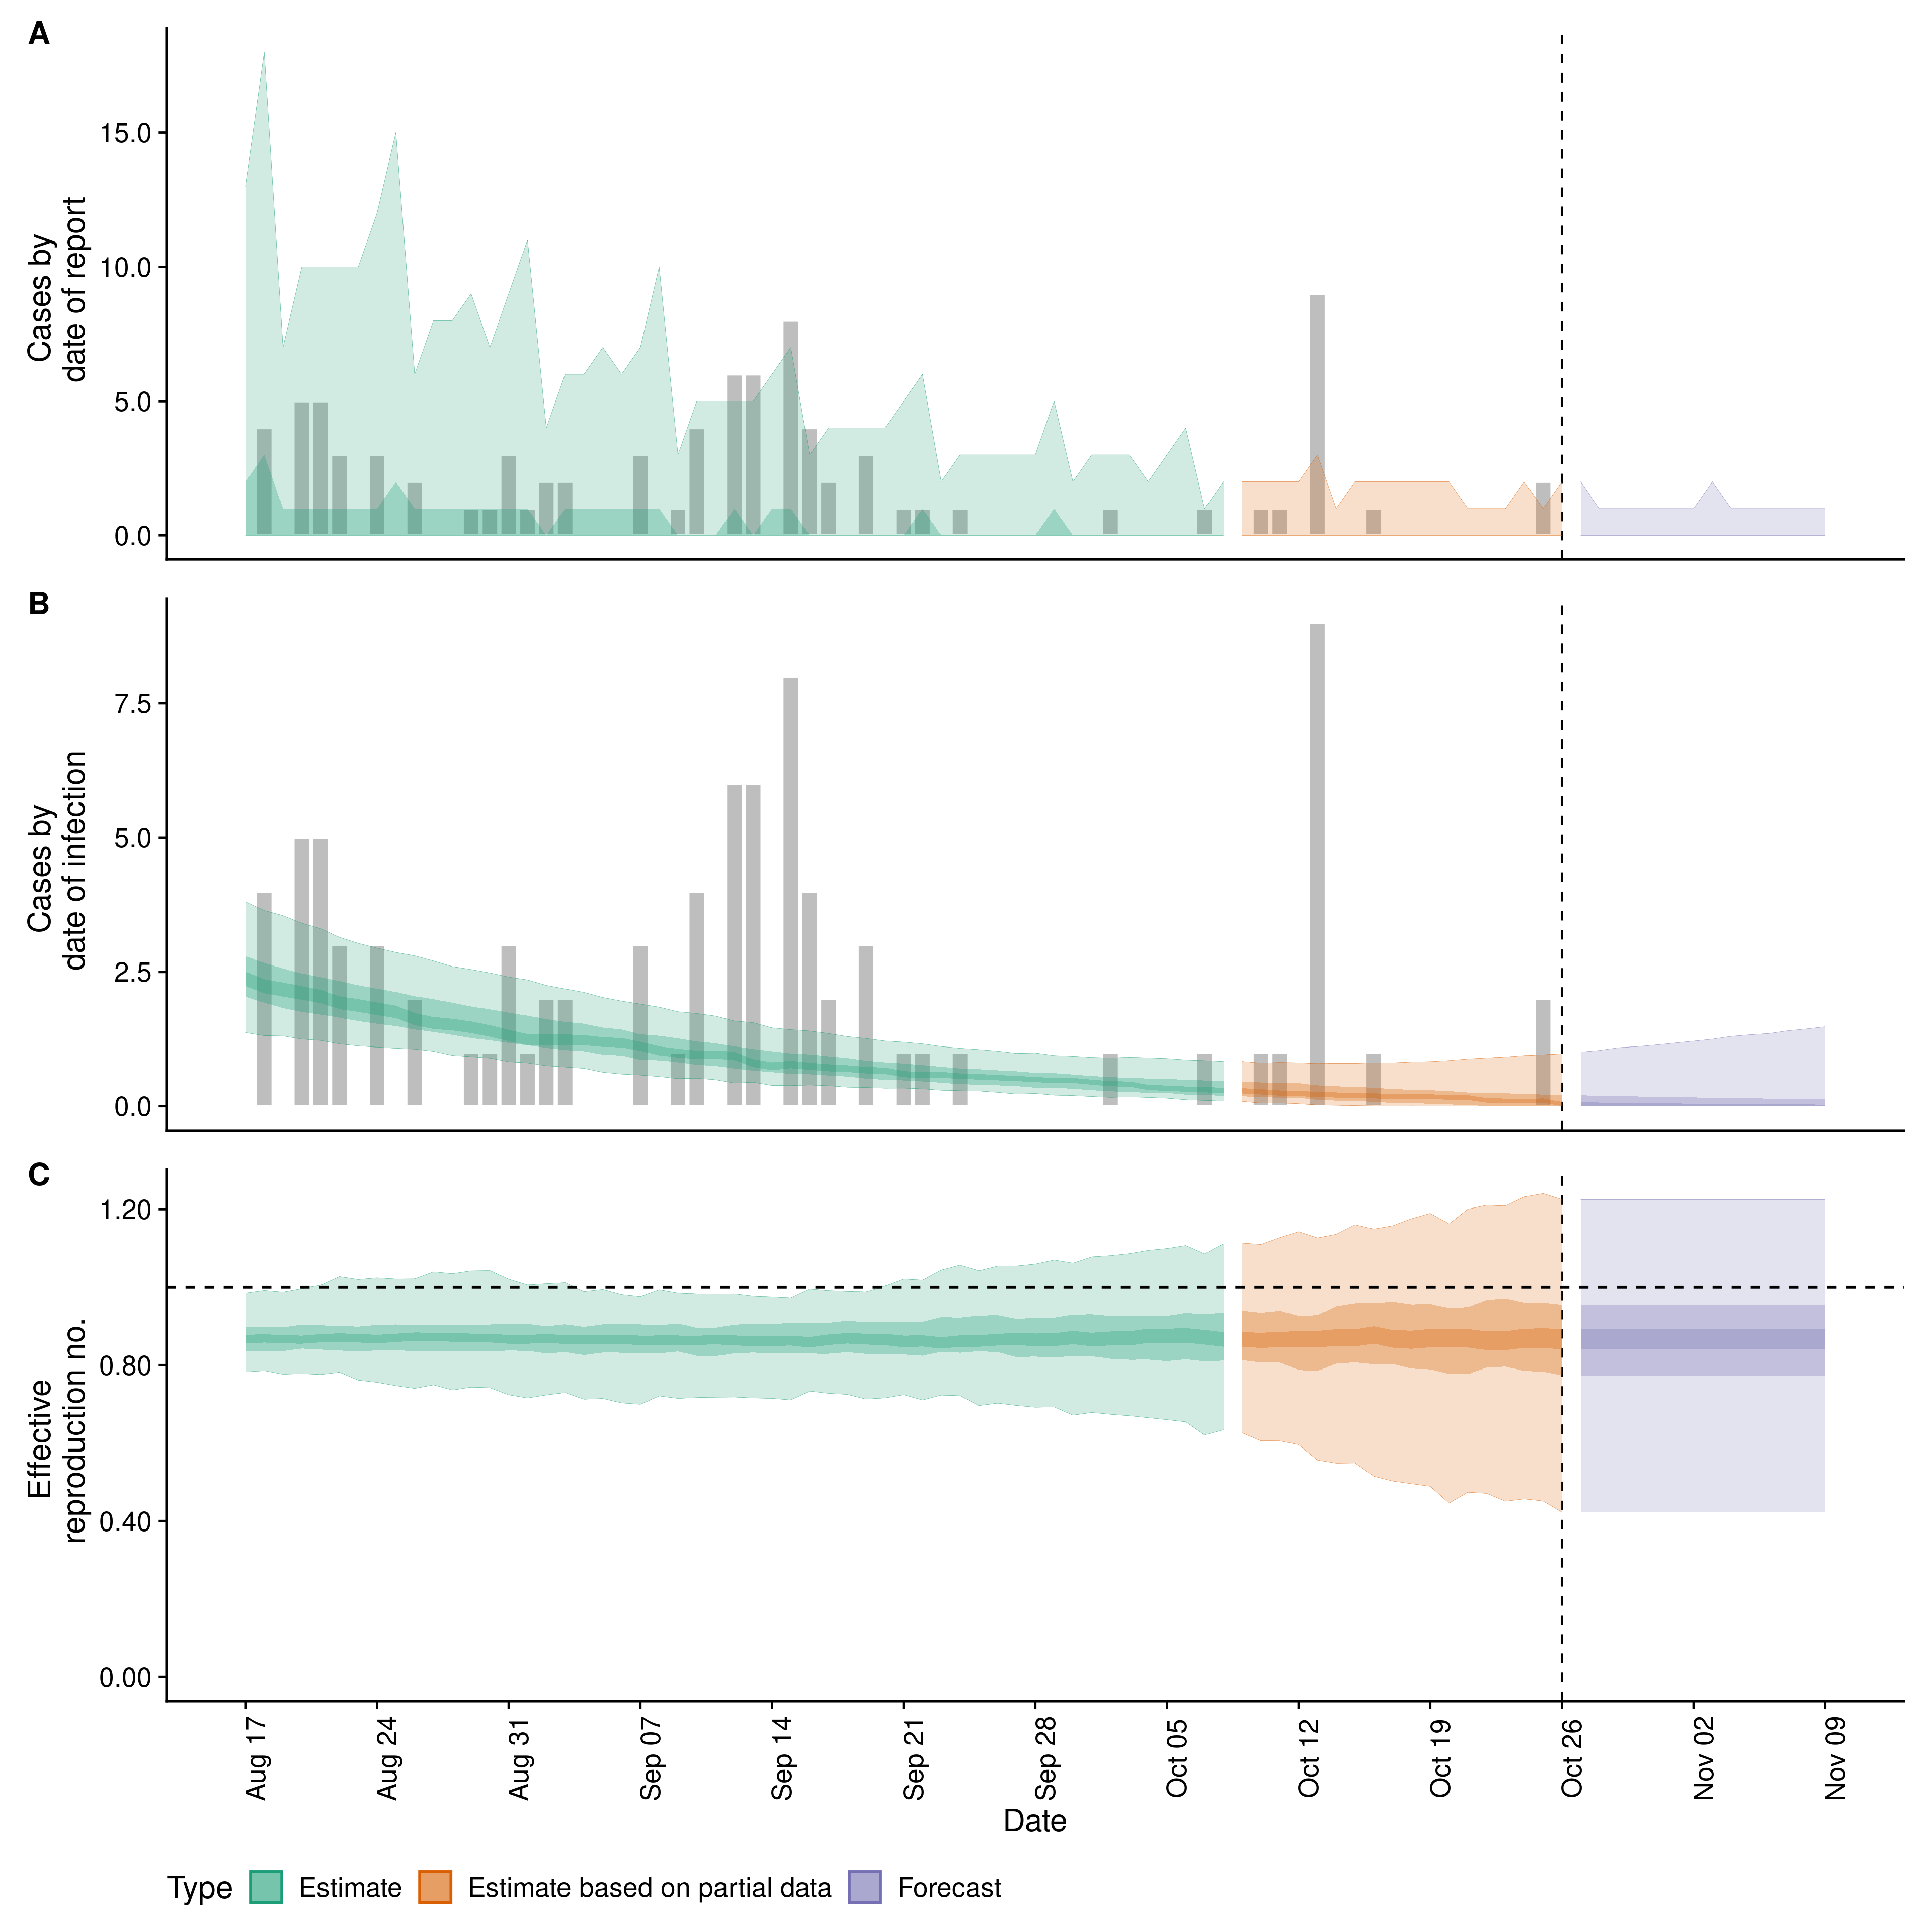 A
Cases by
date of report
15.0
10.0
5.0
0.0
B
Cases by
date of infection
7.5
5.0
2.5
0.0
C
Effective
reproduction no.
1.20
0.80
0.40
0.00
Aug 17
Aug 24
Aug 31
Sep 07
Sep 14
Sep 21
Sep 28
Oct 05
Oct 12
Oct 19
Oct 26
Nov 02
Nov 09
Date
Type Estimate Estimate based on partial data Forecast